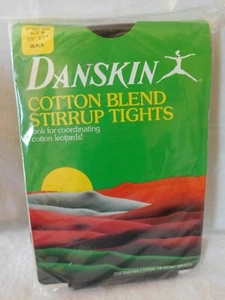 BLACK
DANSKIN
COTTON BLEND
STIRRUP TIGHTS
Look for coordinating
cotton leotards!